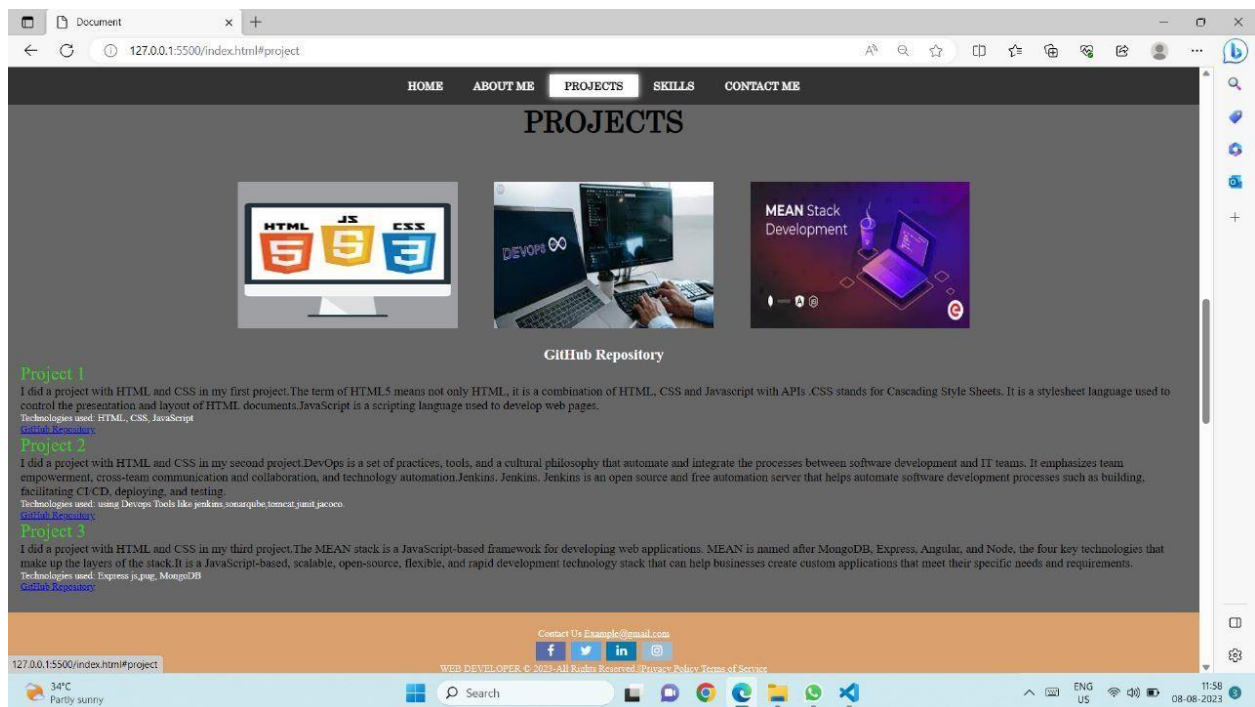 Document
127.0.0.1:5500/index.html#project
HOME ABOUT ME PROJECTS SKILLS CONTACT ME
PROJECTS
HTML JS CSS
5 5 3
DEVOPS
MEAN Stack
Development
GitHub Repository
Project 1
I did a project with HTML and CSS in my first project.The term of HTML5 means not only HTML, it is a combination of HTML, CSS and Javascript with APIs .CSS stands for Cascading Style Sheets. It is a stylesheet language used to
control the presentation and layout of HTML documents.JavaScript is a scripting language used to develop web pages.
Technologies used: HTML, CSS, JavaScript
GitHub Repository
Project 2
I did a project with HTML and CSS in my second project.DevOps is a set of practices, tools, and a cultural philosophy that automate and integrate the processes between software development and IT teams. It emphasizes team
empowerment, cross-team communication and collaboration, and technology automation.Jenkins. Jenkins. Jenkins is an open source and free automation server that helps automate software development processes such as building,
facilitating CI/CD, deploying, and testing.
Technologies used: using Devops Tools like jenkins,sonarqube,tomcat,junit,jacoco.
GitHub Repository
Project 3
I did a project with HTML and CSS in my third project.The MEAN stack is a JavaScript-based framework for developing web applications. MEAN is named after MongoDB, Express, Angular, and Node, the four key technologies that
make up the layers of the stack.It is a JavaScript-based, scalable, open-source, flexible, and rapid development technology stack that can help businesses create custom applications that meet their specific needs and requirements.
Technologies used: Express js,pug, MongoDB
GitHub Repository
Contact Us Example@gmail.com
WEB DEVELOPER © 2023-All Rights Reserved. Privacy Policy Terms of Service
127.0.0.1:5500/index.html#project
34°C
Partly sunny
Search
ENG
US
11:58
08-08-2023
3